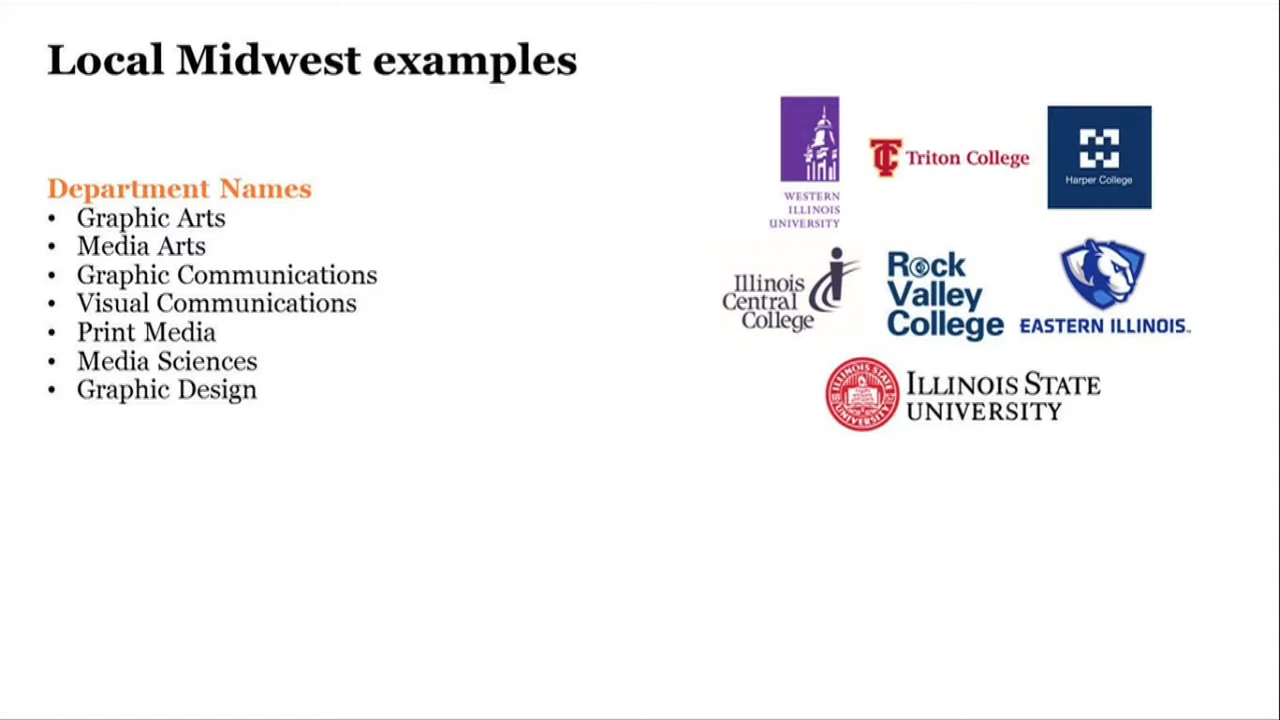 Local Midwest examples
Department Names
• Graphic Arts
• Media Arts
• Graphic Communications
• Visual Communications
• Print Media
• Media Sciences
• Graphic Design
WESTERN
ILLINOIS
UNIVERSITY
TC Triton College
Harper College
Illinois
Central
College
Rock
Valley
College
EASTERN ILLINOIS
ILLINOIS STATE
UNIVERSITY